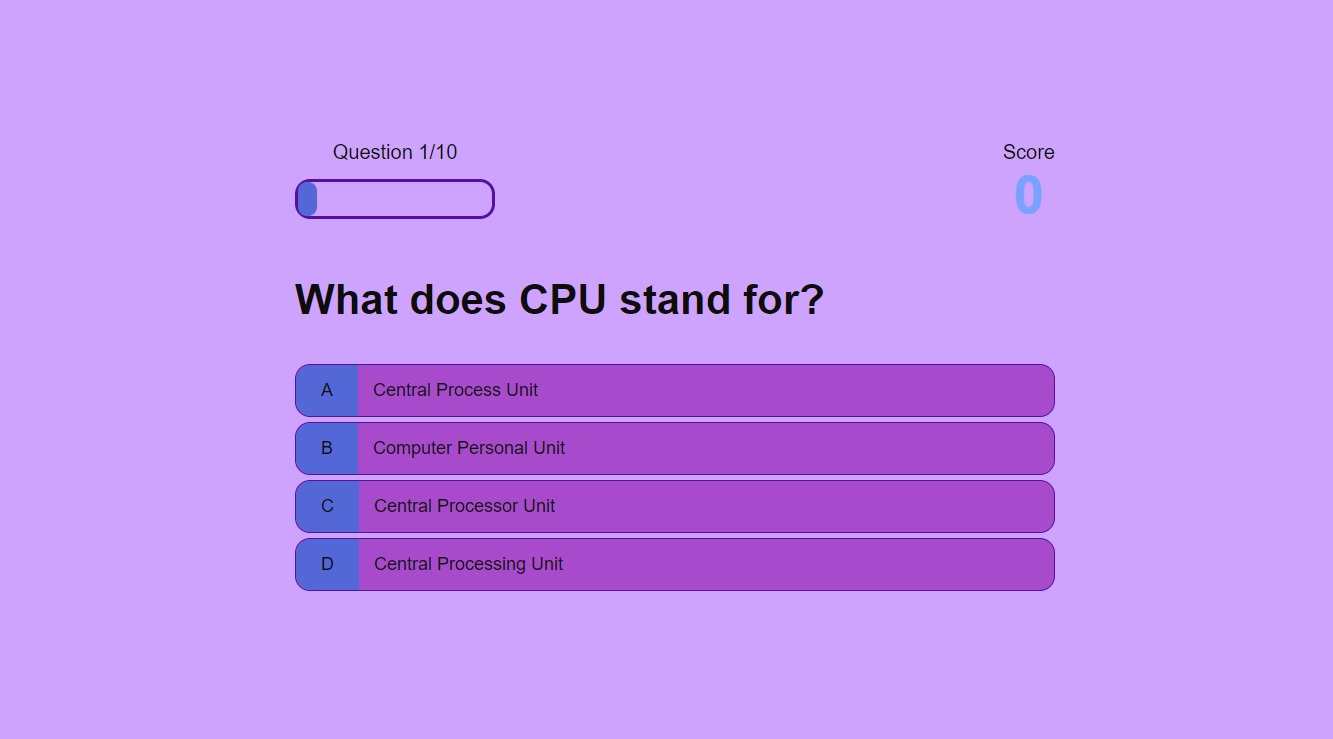 Question 1/10
Score
0
What does CPU stand for?
A Central Process Unit
B Computer Personal Unit
C Central Processor Unit
D Central Processing Unit